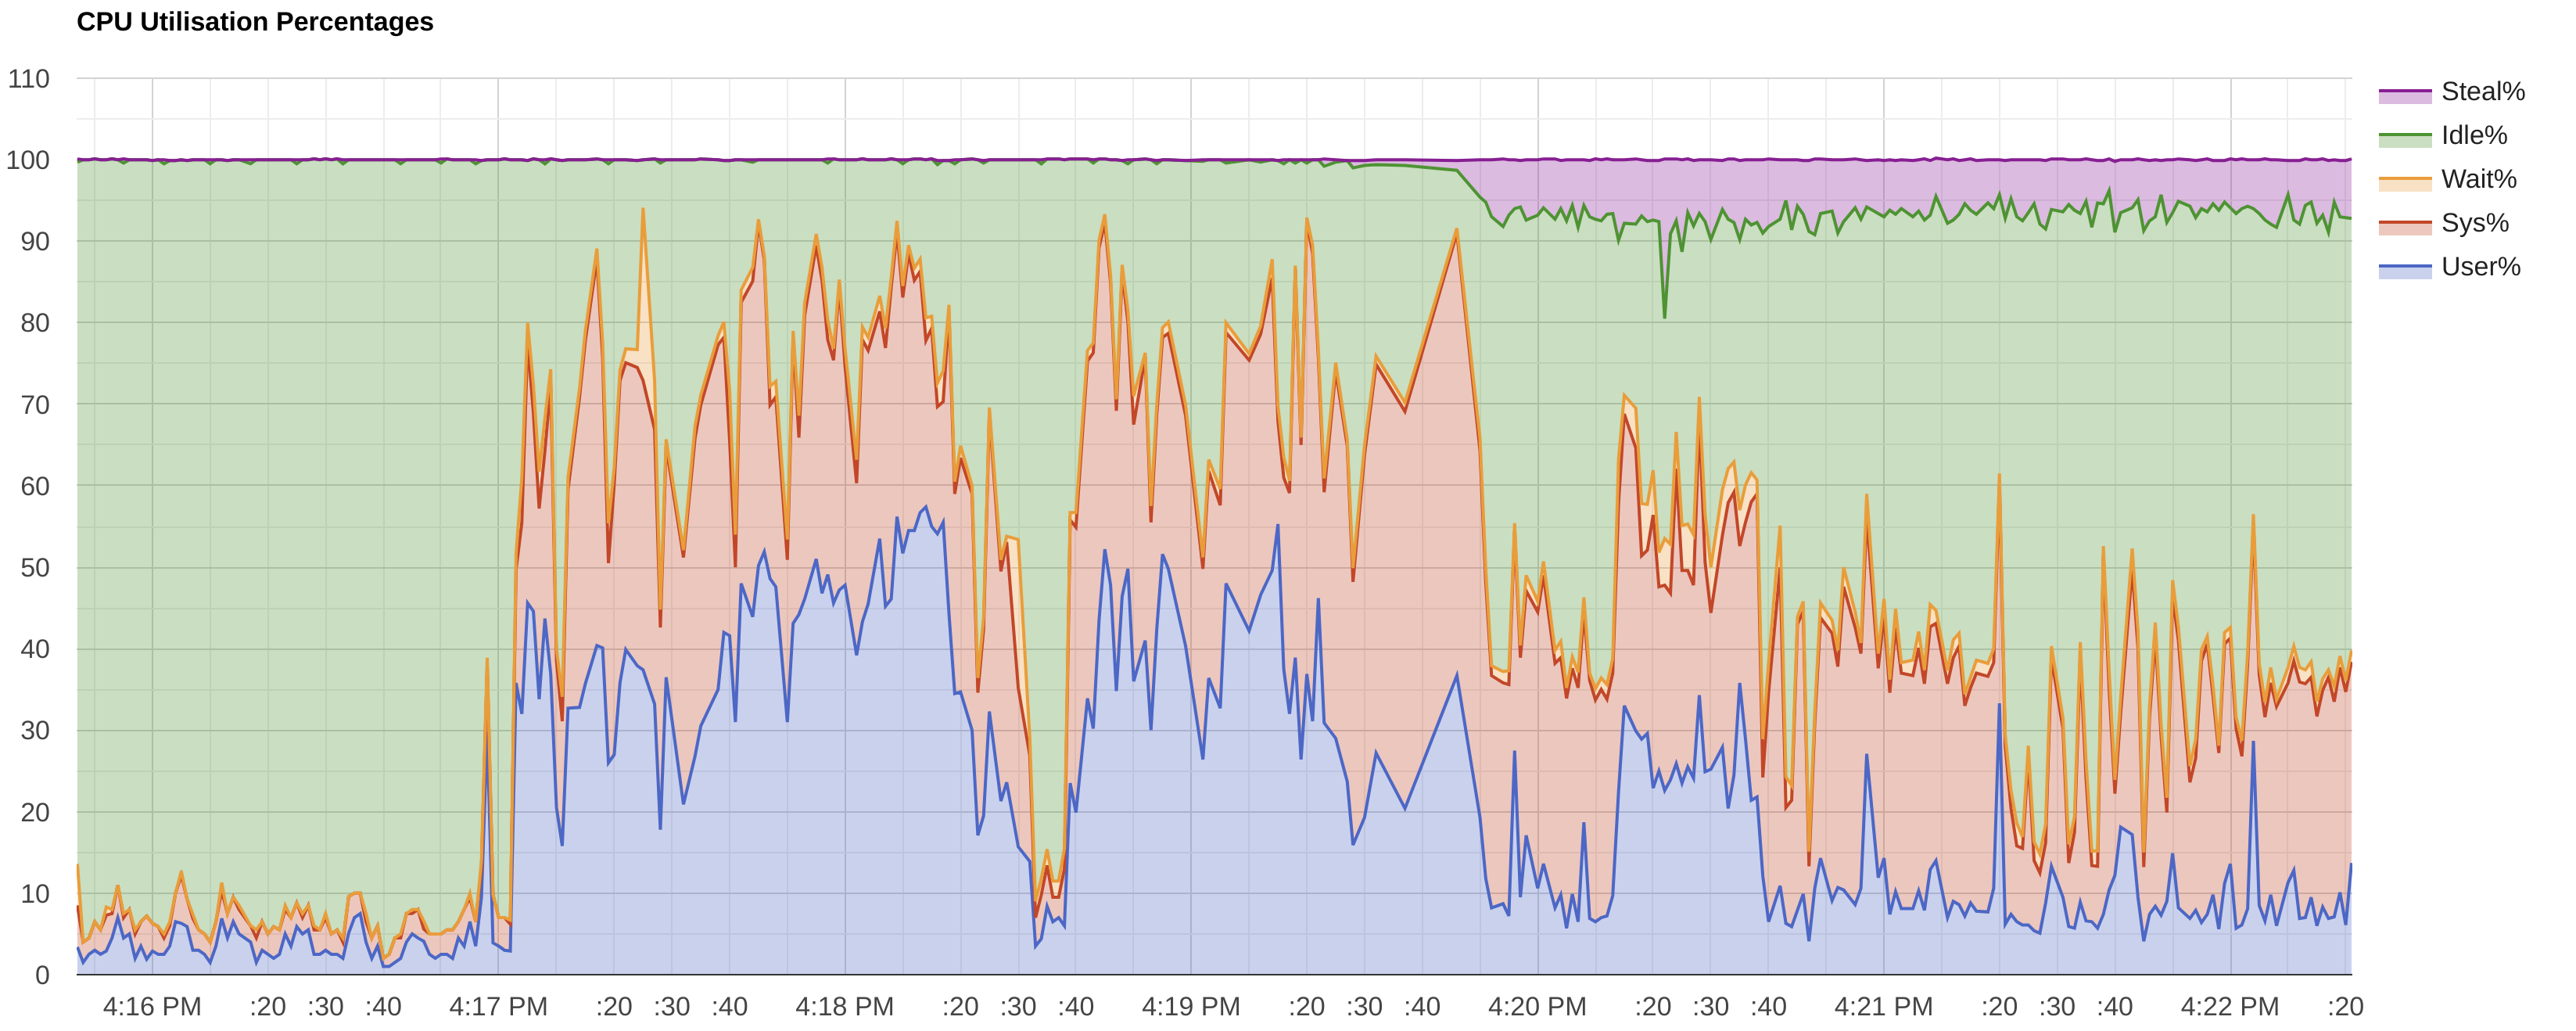 CPU Utilisation Percentages
110
100
90
80
70
60
50
40
30
20
10
0
4:16 PM :20 :30 :40 4:17 PM :20 :30 :40 4:18 PM :20 :30 :40 4:19 PM :20 :30 :40 4:20 PM :20 :30 :40 4:21 PM :20 :30 :40 4:22 PM :20
Steal%
Idle%
Wait%
Sys%
User%